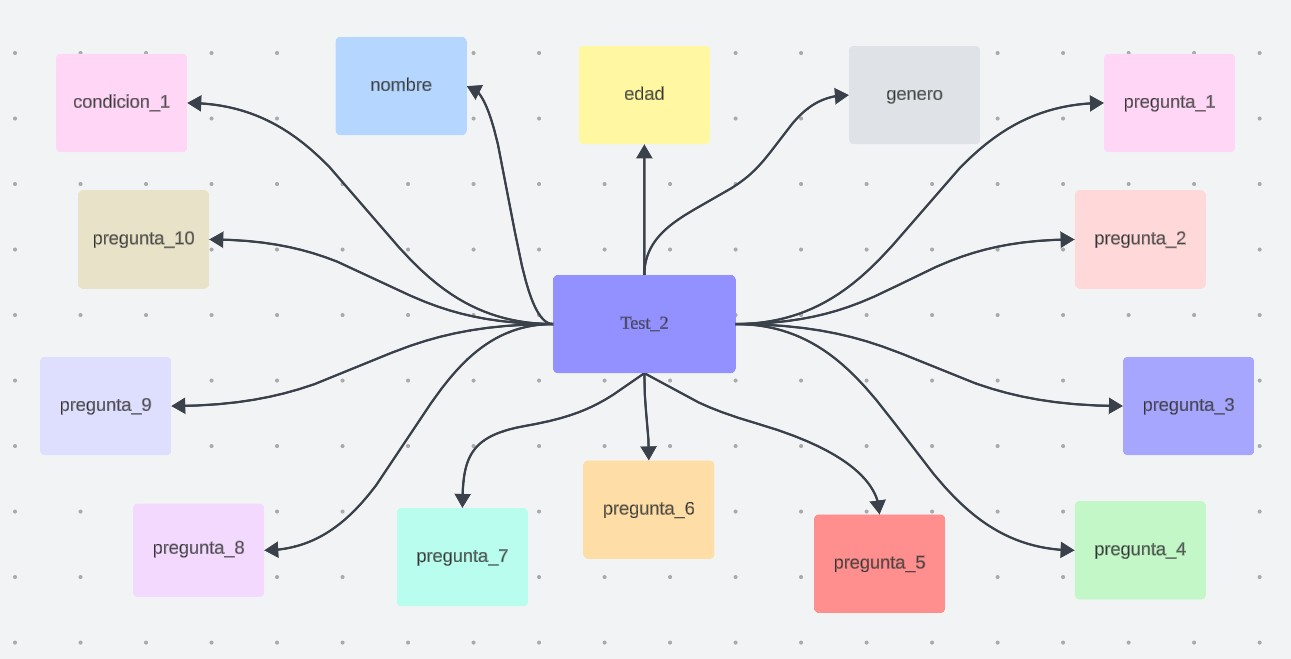 condicion_1
nombre
edad
genero
pregunta_1
pregunta_10
pregunta_2
Test_2
pregunta_9
pregunta_3
pregunta_8
pregunta_7
pregunta_6
pregunta_5
pregunta_4